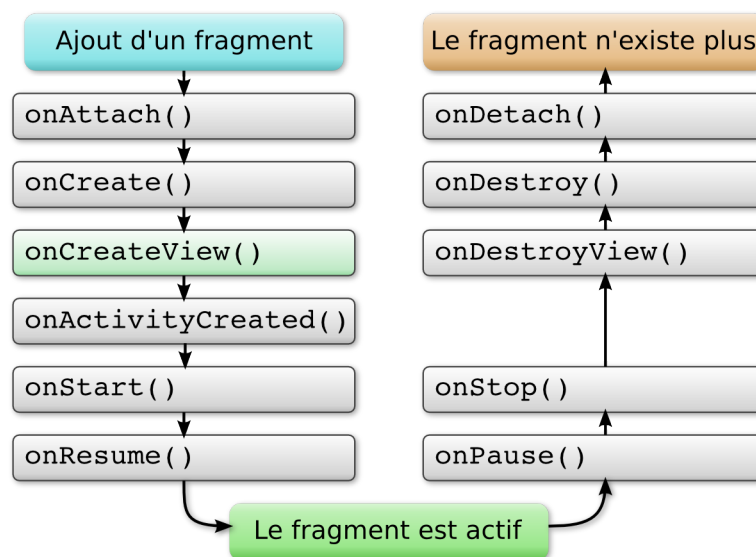 Ajout d'un fragment
onAttach()
onCreate()
onCreateView()
onActivityCreated()
onStart()
onResume()
Le fragment est actif
onPause()
onStop()
onDestroyView()
onDestroy()
onDetach()
Le fragment n'existe plus